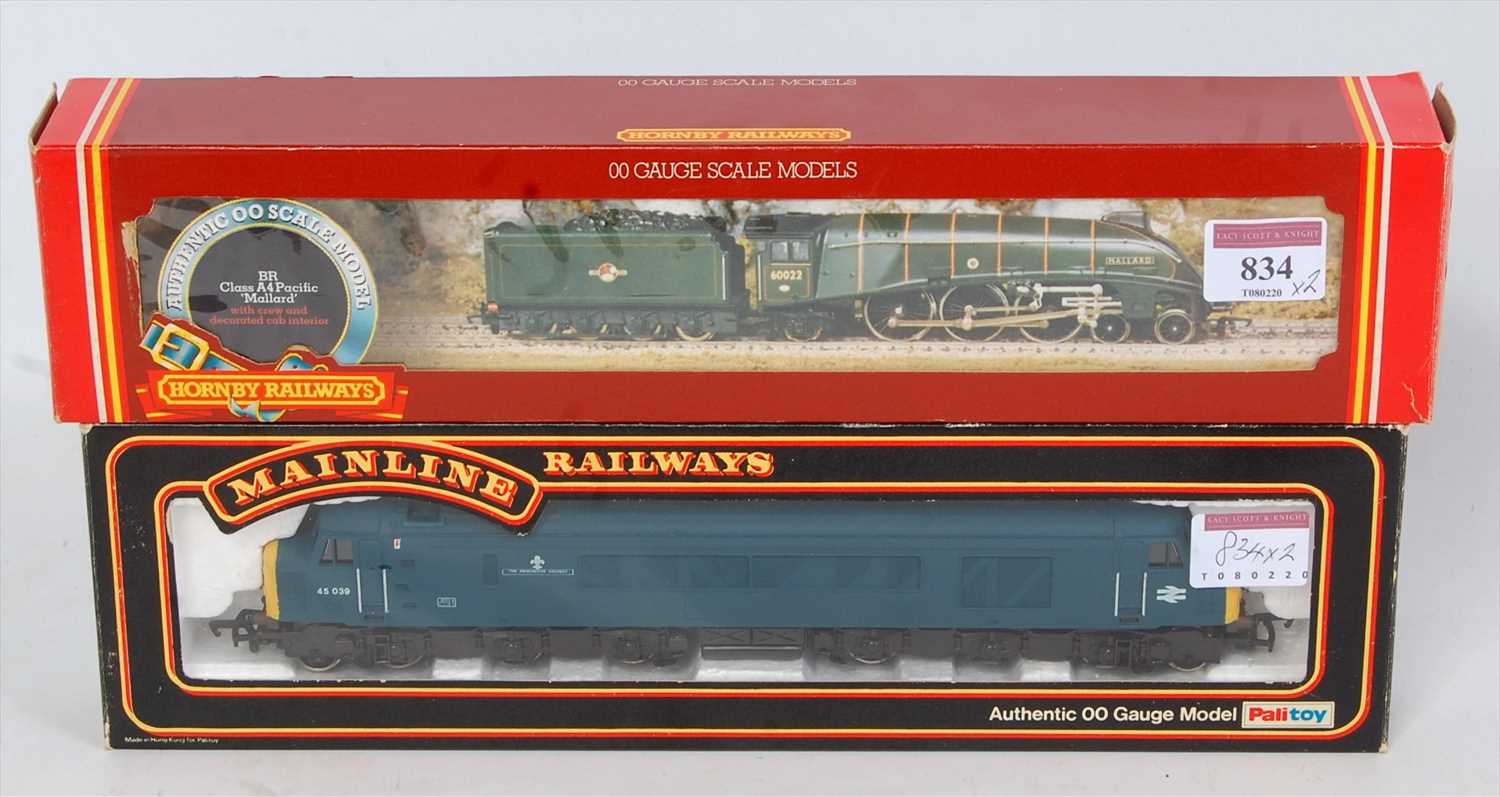 00 GAUGE SCALE MODELS
HORNBY RAILWAYS
00 GAUGE SCALE MODELS
AUTHENTIC OO SCALE MODEL
BR
Class A4 Pacific
'Mallard'
with crew and
decorated cab interior
HORNBY RAILWAYS
60022
MALLARD
LACY SCOTT & KNIGHT
834
x2
T080220
MAINLINE RAILWAYS
45 039
LACY SCOTT & KNIGHT
834x2
T080220
Authentic OO Gauge Model Palitoy
Made in Hong Kong for Palitoy